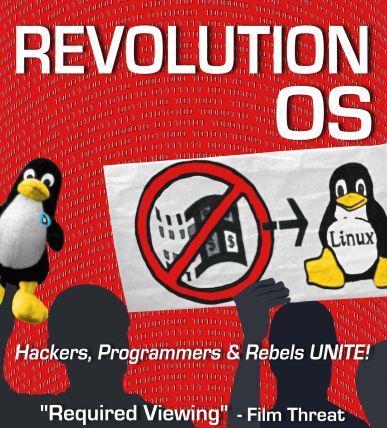 REVOLUTION
OS
$
$
Linux
Hackers, Programmers & Rebels UNITE!
"Required Viewing" - Film Threat